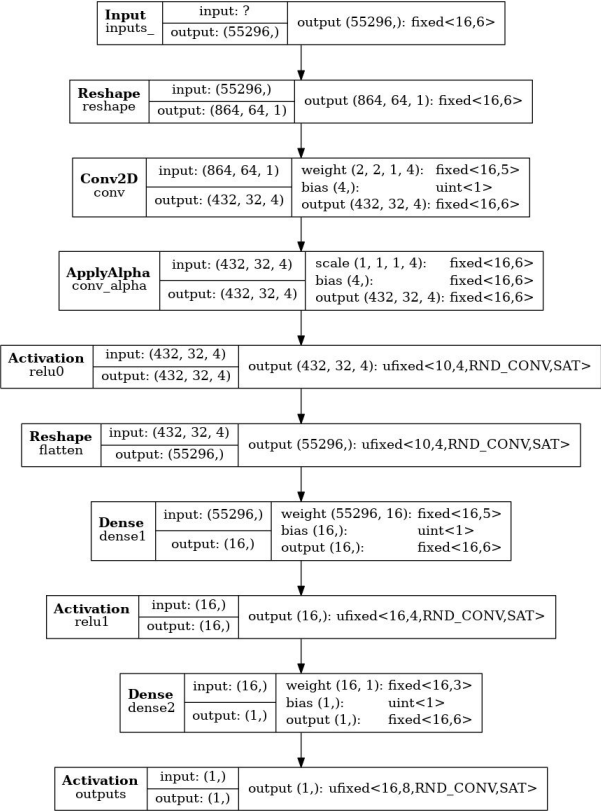 Input
inputs_
input: ?
output: (55296,)
output (55296,): fixed<16,6>
Reshape
reshape
input: (55296,)
output: (864, 64, 1)
output (864, 64, 1): fixed<16,6>
Conv2D
conv
input: (864, 64, 1)
output: (432, 32, 4)
weight (2, 2, 1, 4): fixed<16,5>
bias (4,): uint<1>
output (432, 32, 4): fixed<16,6>
ApplyAlpha
conv_alpha
input: (432, 32, 4)
output: (432, 32, 4)
scale (1, 1, 1, 4): fixed<16,6>
bias (4,): fixed<16,6>
output (432, 32, 4): fixed<16,6>
Activation
relu0
input: (432, 32, 4)
output: (432, 32, 4)
output (432, 32, 4): ufixed<10,4,RND_CONV,SAT>
Reshape
flatten
input: (432, 32, 4)
output: (55296,)
output (55296,): ufixed<10,4,RND_CONV,SAT>
Dense
dense1
input: (55296,)
output: (16,)
weight (55296, 16): fixed<16,5>
bias (16,): uint<1>
output (16,): fixed<16,6>
Activation
relu1
input: (16,)
output: (16,)
output (16,): ufixed<16,4,RND_CONV,SAT>
Dense
dense2
input: (16,)
output: (1,)
weight (16, 1): fixed<16,3>
bias (1,): uint<1>
output (1,): fixed<16,6>
Activation
outputs
input: (1,)
output: (1,)
output (1,): ufixed<16,8,RND_CONV,SAT>